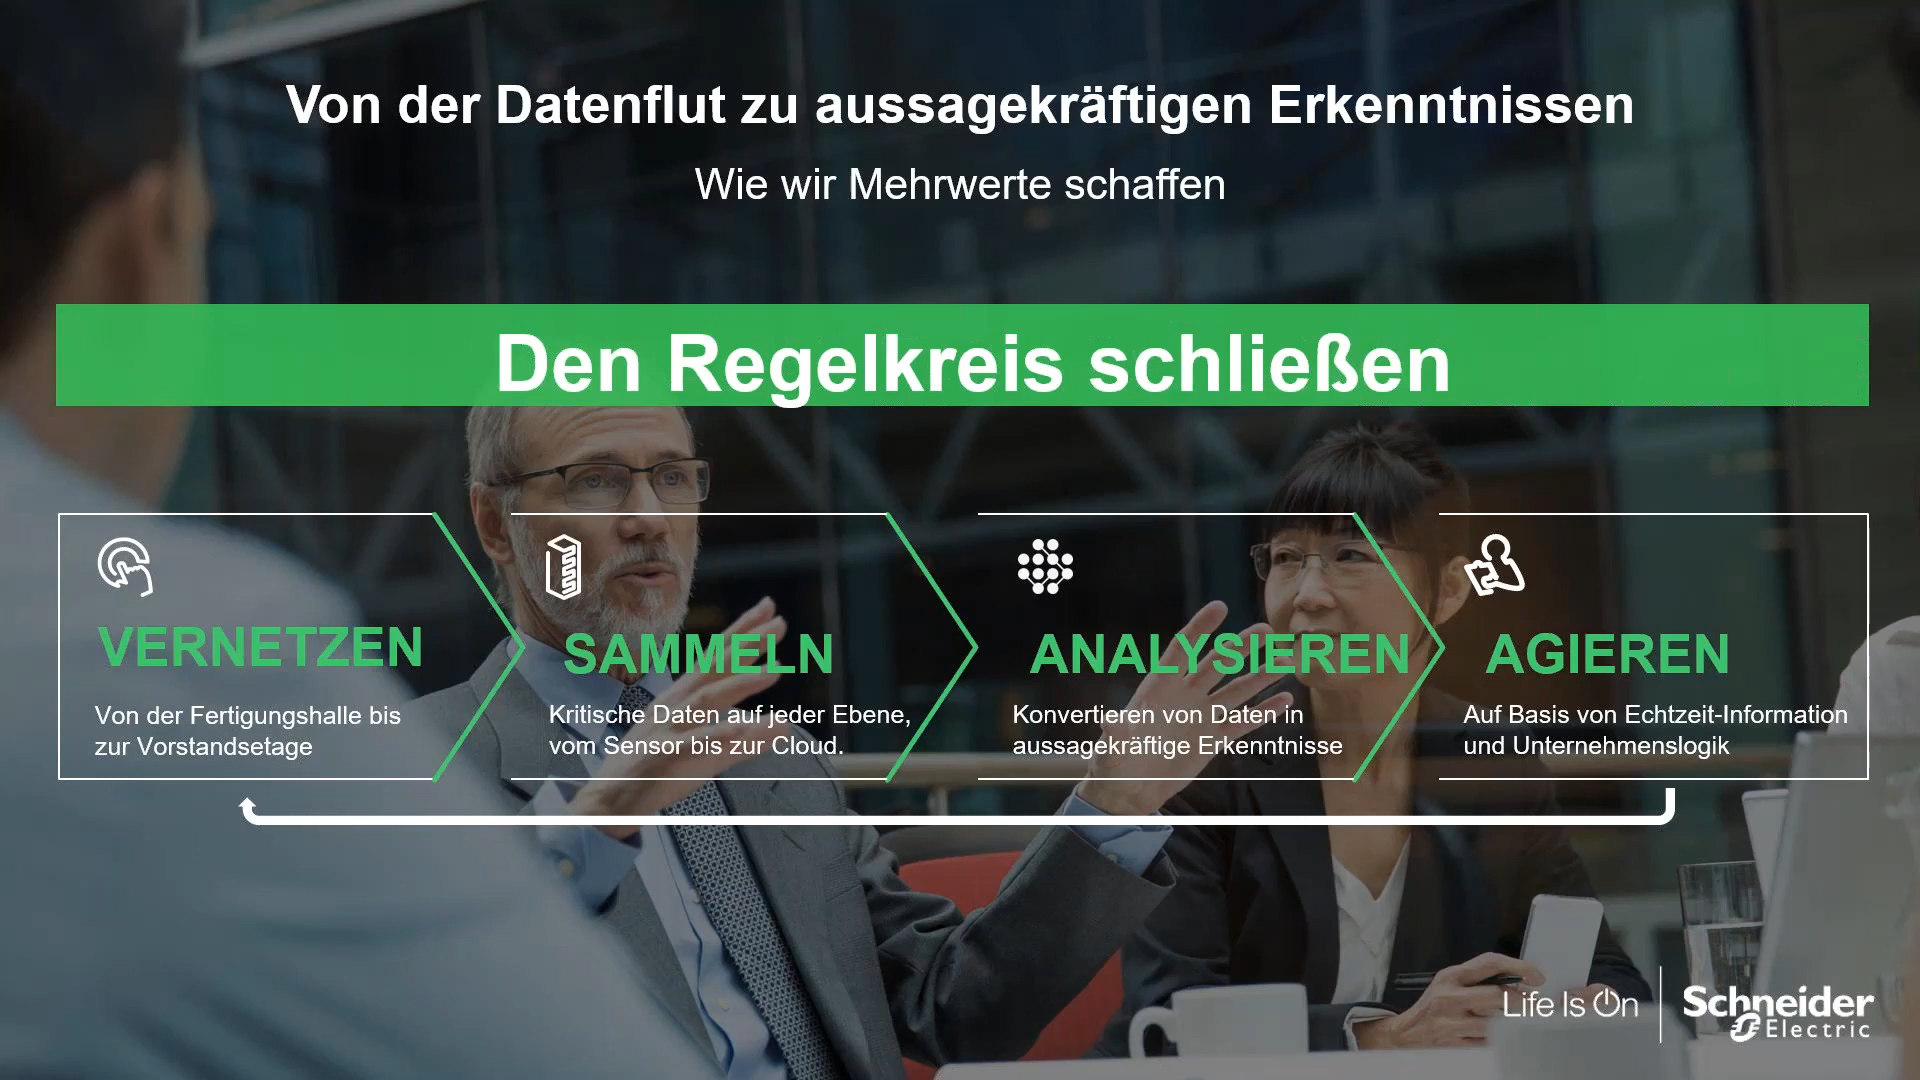 Von der Datenflut zu aussagekräftigen Erkenntnissen
Wie wir Mehrwerte schaffen
Den Regelkreis schließen
VERNETZEN
Von der Fertigungshalle bis
zur Vorstandsetage
SAMMELN
Kritische Daten auf jeder Ebene,
vom Sensor bis zur Cloud.
ANALYSIEREN
Konvertieren von Daten in
aussagekräftige Erkenntnisse
AGIEREN
Auf Basis von Echtzeit-Information
und Unternehmenslogik
Life Is On
Schneider
Electric